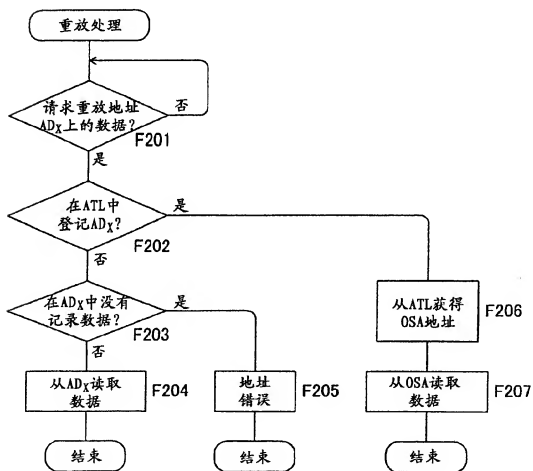 重放处理
请求重放地址
ADX上的数据?
否
F201
是
在ATL中
登记ADX?
是
F202
否
在ADX中没有
记录数据?
是
F203
否
从ADX读取
数据
F204
地址
错误
F205
从ATL获得
OSA地址
F206
从OSA读取
数据
F207
结束
结束
结束